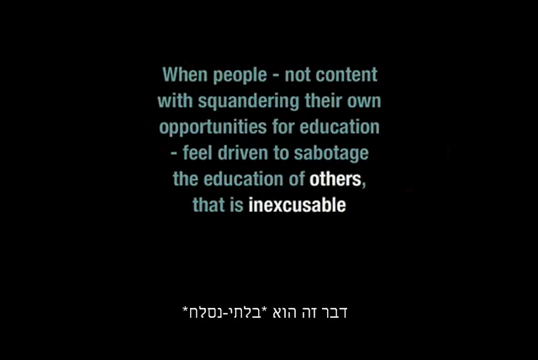 When people - not content
with squandering their own
opportunities for education
- feel driven to sabotage
the education of others,
that is inexcusable
דבר זה הוא *בלתי-נסלח*